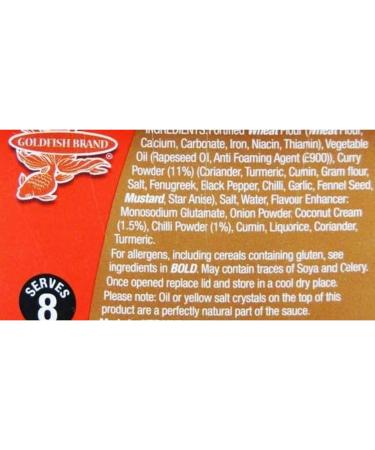 GOLDFISH BRAND
®
INGREDIENTS: Fortified Wheat Flour (Wheat Flour,
Calcium, Carbonate, Iron, Niacin, Thiamin), Vegetable
Oil (Rapeseed Oil, Anti Foaming Agent (E900)), Curry
Powder (11%) (Coriander, Turmeric, Cumin, Gram flour,
Salt, Fenugreek, Black Pepper, Chilli, Garlic, Fennel Seed,
Mustard, Star Anise), Salt, Water, Flavour Enhancer:
Monosodium Glutamate, Onion Powder, Coconut Cream
(1.5%), Chilli Powder (1%), Cumin, Liquorice, Coriander,
Turmeric.
For allergens, including cereals containing gluten, see
ingredients in BOLD. May contain traces of Soya and Celery.
Once opened replace lid and store in a cool dry place.
Please note: Oil or yellow salt crystals on the top of this
product are a perfectly natural part of the sauce.
SERVES
8